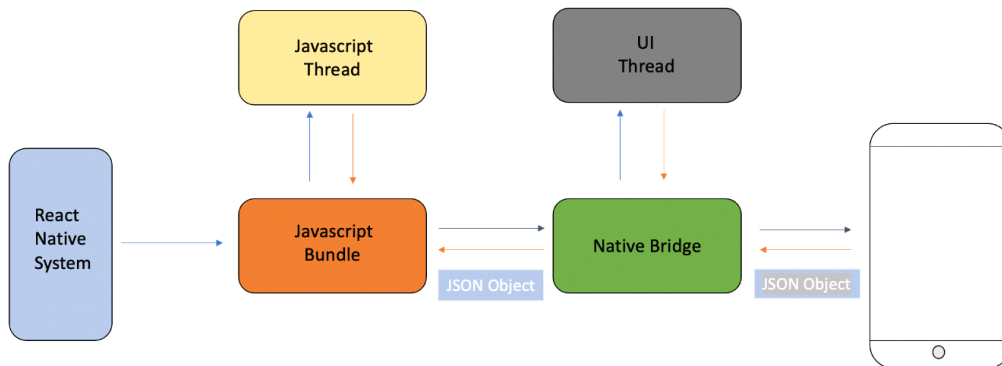 Javascript
Thread
UI
Thread
React
Native
System
Javascript
Bundle
Native Bridge
JSON Object
JSON Object